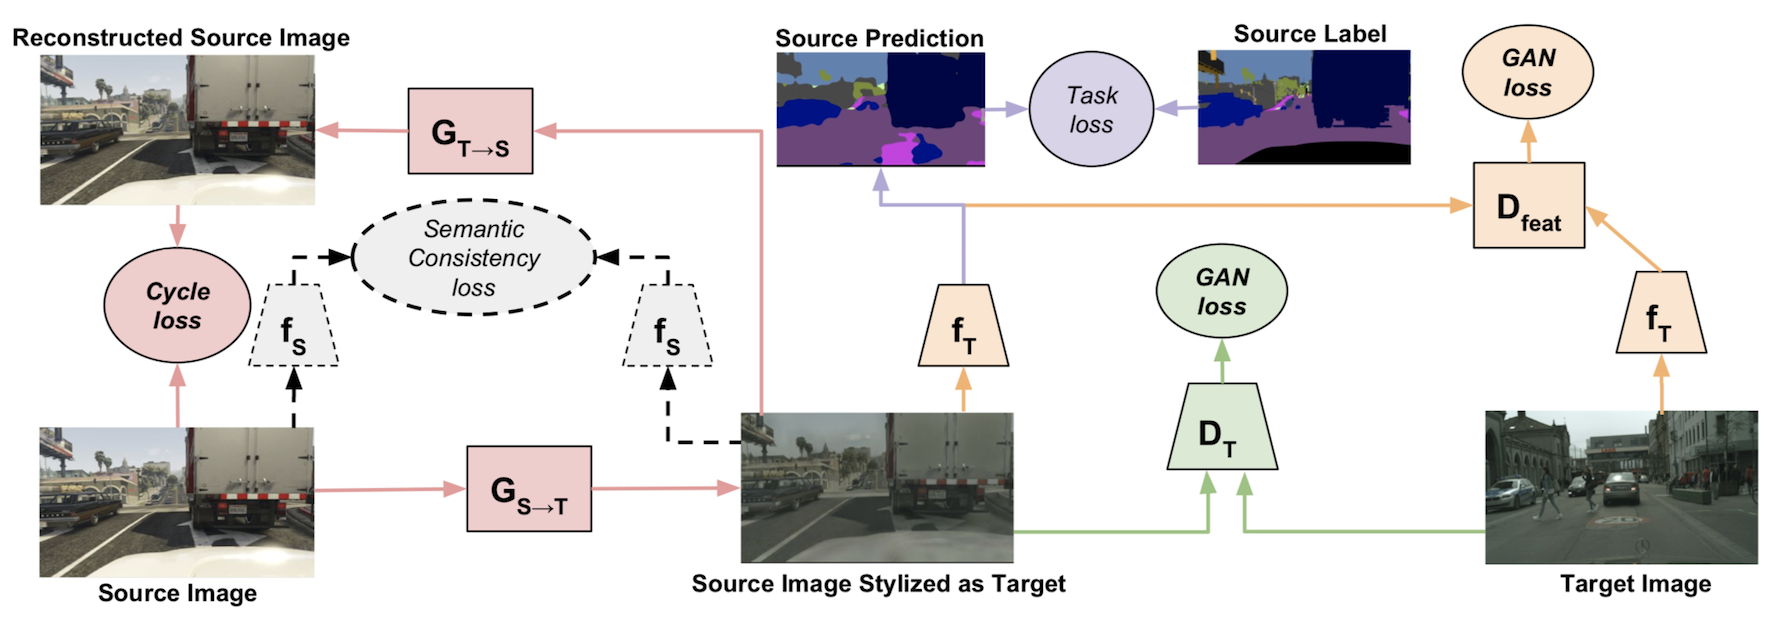 Reconstructed Source Image
Source Prediction
Source Label
GAN
loss
G T→S
Task
loss
D feat
Semantic
Consistency
loss
Cycle
loss
f S
f S
f T
GAN
loss
f T
D T
G S→T
Source Image
Source Image Stylized as Target
Target Image